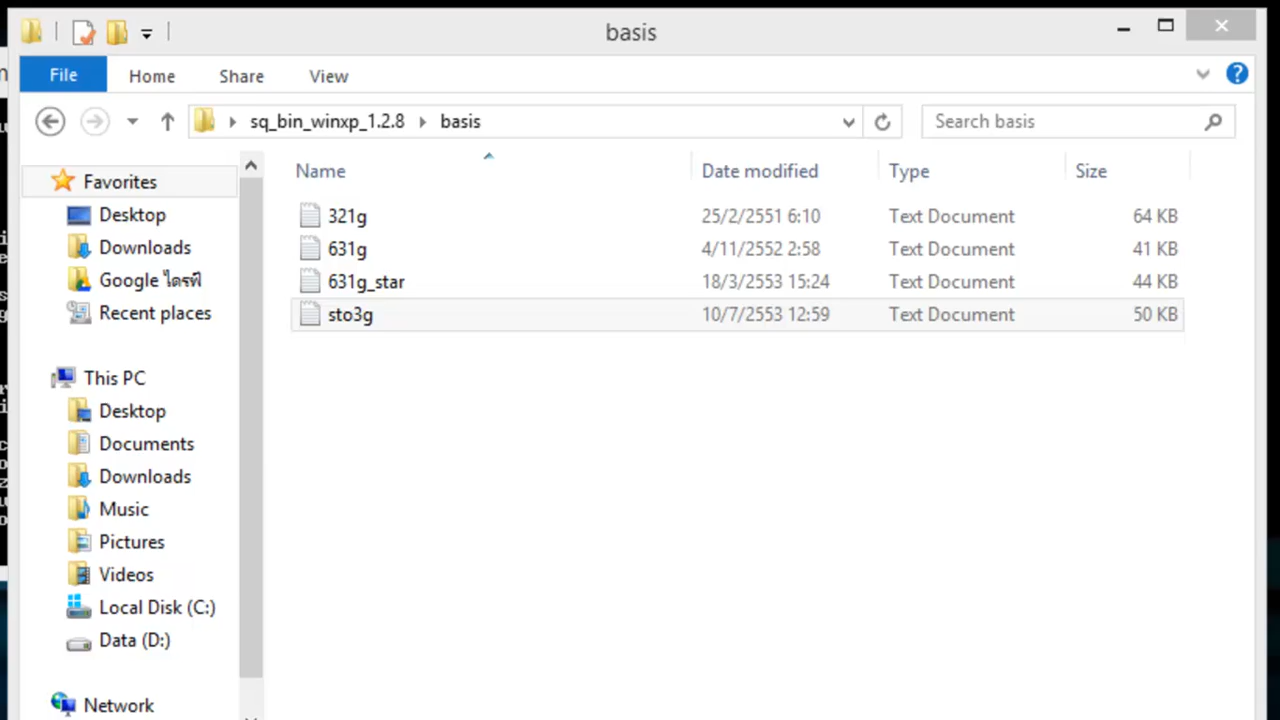 basis
File Home Share View
sq_bin_winxp_1.2.8 basis
Search basis
Name Date modified Type Size
321g 25/2/2551 6:10 Text Document 64 KB
631g 4/11/2552 2:58 Text Document 41 KB
631g_star 18/3/2553 15:24 Text Document 44 KB
sto3g 10/7/2553 12:59 Text Document 50 KB
Favorites
Desktop
Downloads
Google ไดรฟ์
Recent places
This PC
Desktop
Documents
Downloads
Music
Pictures
Videos
Local Disk (C:)
Data (D:)
Network